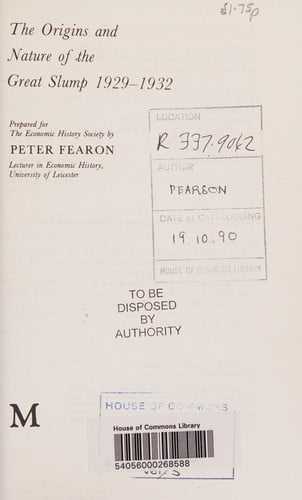 £1.75p
The Origins and
Nature of the
Great Slump 1929–1932
Prepared for
The Economic History Society by
PETER FEARON
Lecturer in Economic History,
University of Leicester
LOCATION
R 337.9042
AUTHOR
PEARSON
DATE OF CATALOGUING
19.10.90
HOUSE OF COMMONS LIBRARY
TO BE
DISPOSED
BY
AUTHORITY
M
HOUSE OF COMMONS
House of Commons Library
54056000268588